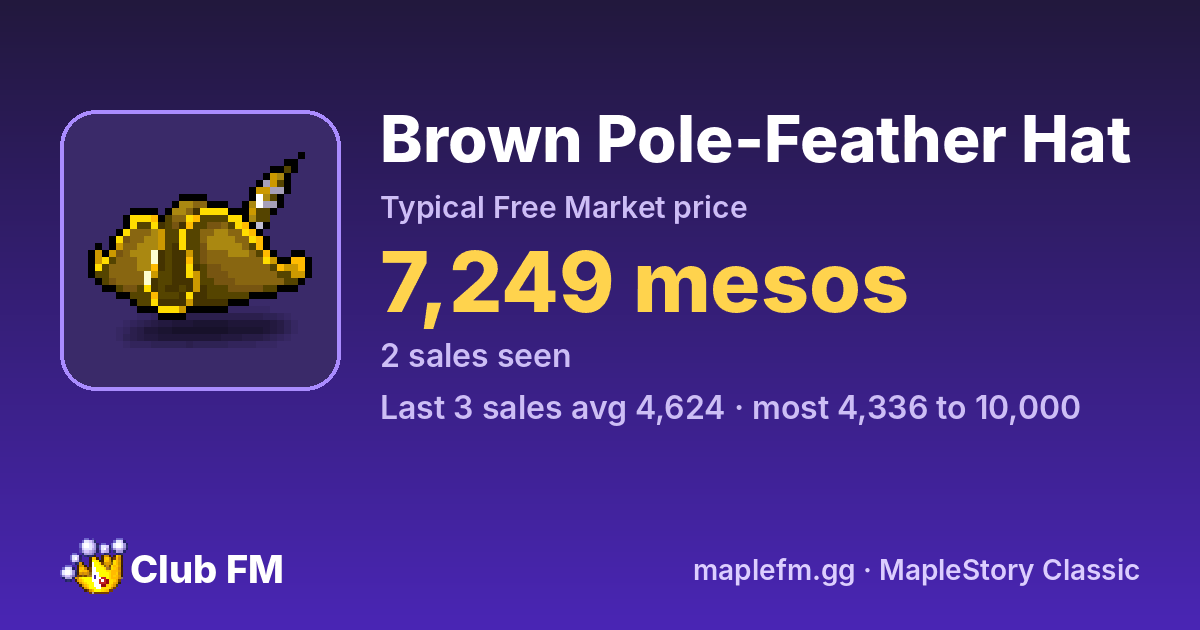 Brown Pole-Feather Hat
Typical Free Market price
7,249 mesos
2 sales seen
Last 3 sales avg 4,624 · most 4,336 to 10,000
Club FM
maplefm.gg · MapleStory Classic